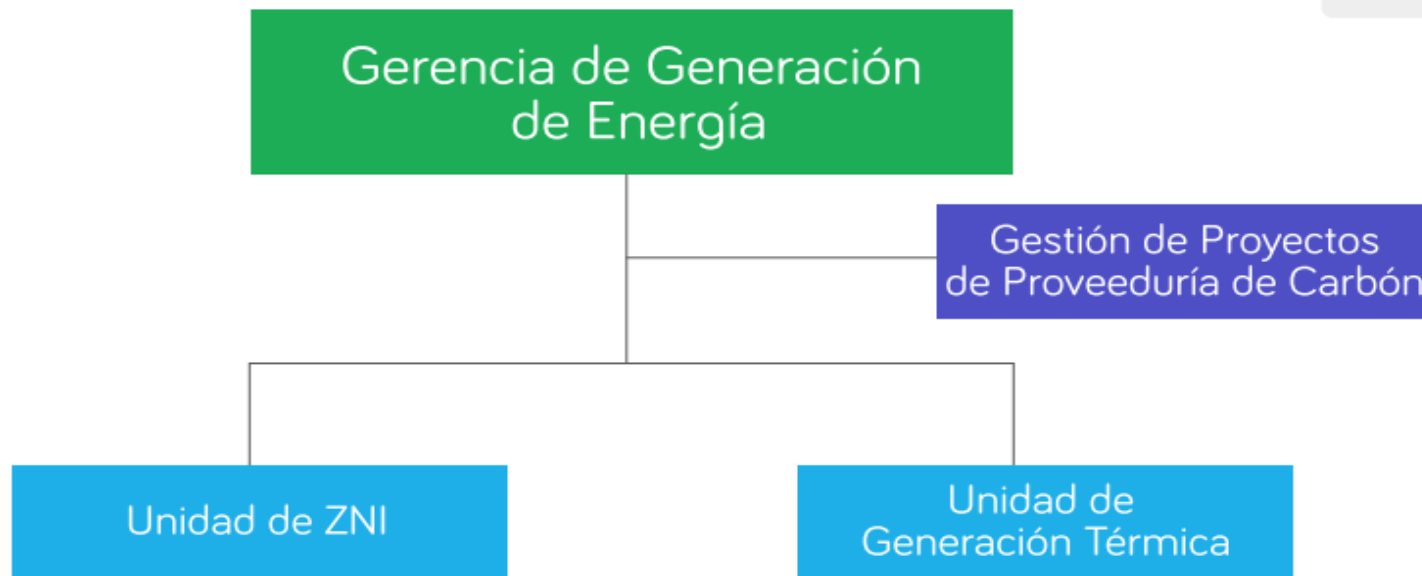 Gerencia de Generación
de Energía
Gestión de Proyectos
de Proveeduría de Carbón
Unidad de ZNI
Unidad de
Generación Térmica